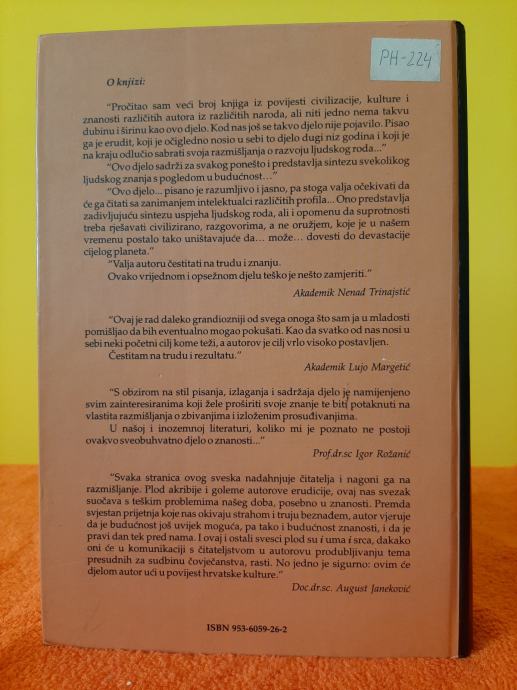 PH-224
O knjizi:
“Pročitao sam veći broj knjiga iz povijesti civilizacije, kulture i
znanosti različitih autora iz različitih naroda, ali niti jedno nema takvu
dubinu i širinu kao ovo djelo. Kod nas još se takvo djelo nije pojavilo. Pisao
ga je erudit, koji je očigledno nosio u sebi to djelo dugi niz godina i koji je
na kraju odlučio sabrati svoja razmišljanja o razvoju ljudskog roda...”
“Ovo djelo sadrži za svakog ponešto i predstavlja sintezu svekolikog
ljudskog znanja s pogledom u budućnost...”
“Ovo djelo... pisano je razumljivo i jasno, pa stoga valja očekivati da
će ga čitati sa zanimanjem intelektualci različitih profila... Ono predstavlja
zadivljujuću sintezu uspjeha ljudskog roda, ali i opomenu da suprotnosti
treba rješavati civilizirano, razgovorima, a ne oružjem, koje je u našem
vremenu postalo tako uništavajuće da... može... dovesti do devastacije
cijelog planeta.”
“Valja autoru čestitati na trudu i znanju.
Ovako vrijednom i opsežnom djelu teško je nešto zamjeriti.”
Akademik Nenad Trinajstić
“Ovaj je rad daleko grandiozniji od svega onoga što sam ja u mladosti
pomišljao da bih eventualno mogao pokušati. Kao da svatko od nas nosi u
sebi neki početni cilj kome teži, a autorov je cilj vrlo visoko postavljen.
Čestitam na trudu i rezultatu.”
Akademik Lujo Margetić
“S obzirom na stil pisanja, izlaganja i sadržaja djelo je namijenjeno
svim zainteresiranima koji žele proširiti svoje znanje te biti potaknuti na
vlastita razmišljanja o zbivanjima i izloženim prosuđivanjima.
U našoj i inozemnoj literaturi, koliko mi je poznato ne postoji
ovakvo sveobuhvatno djelo o znanosti...”
Prof.dr.sc Igor Rožanić
“Svaka stranica ovog sveska nadahnjuje čitatelja i nagoni ga na
razmišljanje. Plod akribije i goleme autorove erudicije, ovaj nas svezak
suočava s teškim problemima našeg doba, posebno u znanosti. Premda
svjestan prijetnja koje nas okivaju strahom i truju beznađem, autor vjeruje
da je budućnost još uvijek moguća, pa tako i budućnost znanosti, i da je
pravi dan tek pred nama. I ovaj i ostali svesci plod su i uma i srca, dakako
oni će u komunikaciji s čitateljstvom u autorovu produbljivanju tema
presudnih za sudbinu čovječanstva, rasti. No jedno je sigurno: ovim će
djelom autor ući u povijest hrvatske kulture.”
Doc.dr.sc. August Janeković
ISBN 953-6059-26-2